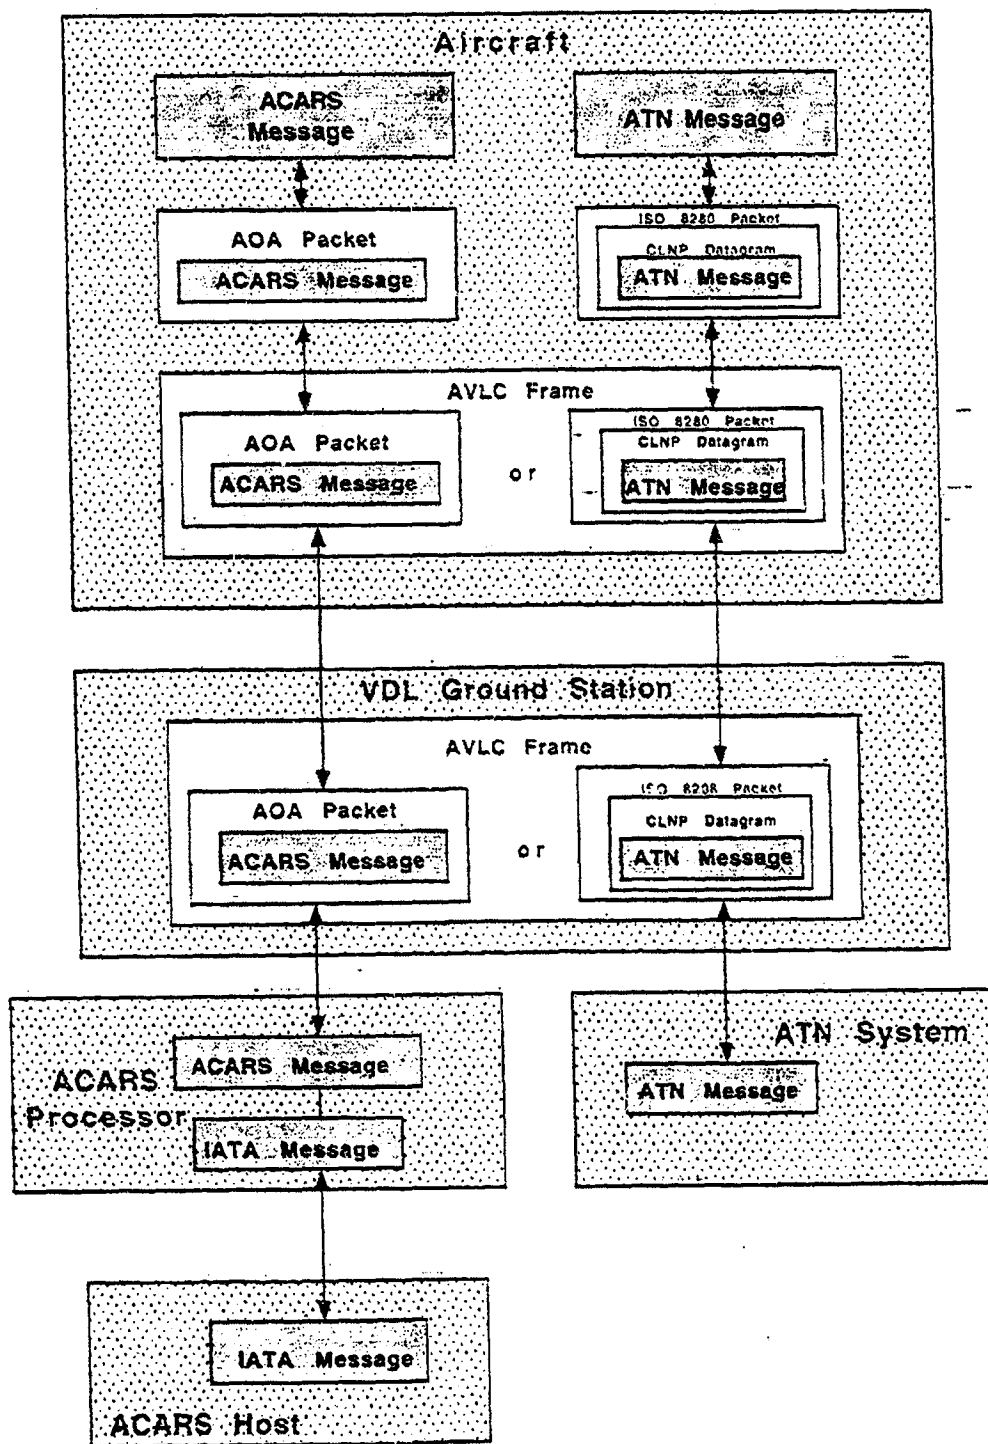 Aircraft
ACARS
Message
ATN Message
AOA Packet
ACARS Message
ISO 8280 Packet
CLNP Datagram
ATN Message
AVLC Frame
AOA Packet
ACARS Message
or
ISO 8280 Packet
CLNP Datagram
ATN Message
VDL Ground Station
AVLC Frame
AOA Packet
ACARS Message
or
ISO 8208 Packet
CLNP Datagram
ATN Message
ACARS
Processor
ACARS Message
IATA Message
ATN System
ATN Message
IATA Message
ACARS Host